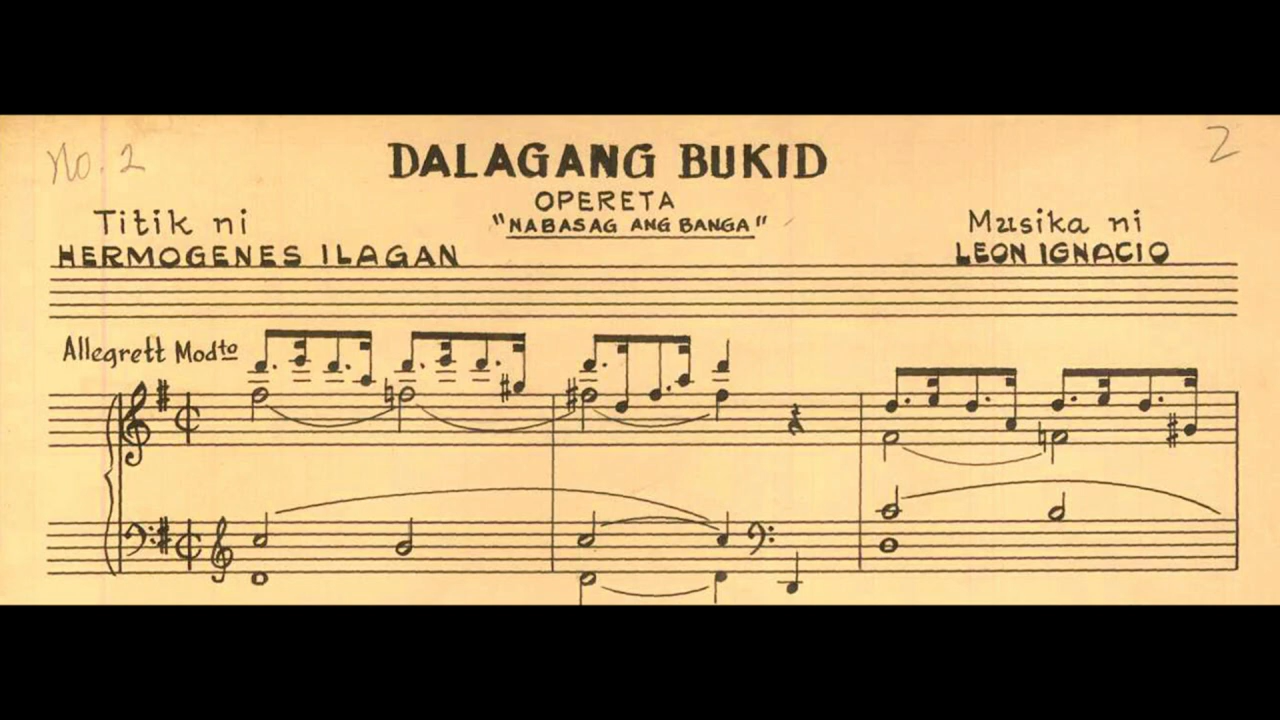 No. 2
2
DALAGANG BUKID
OPERETA
"NABASAG ANG BANGA"
Titik ni
HERMOGENES ILAGAN
Musika ni
LEON IGNACIO
Allegrett Modto